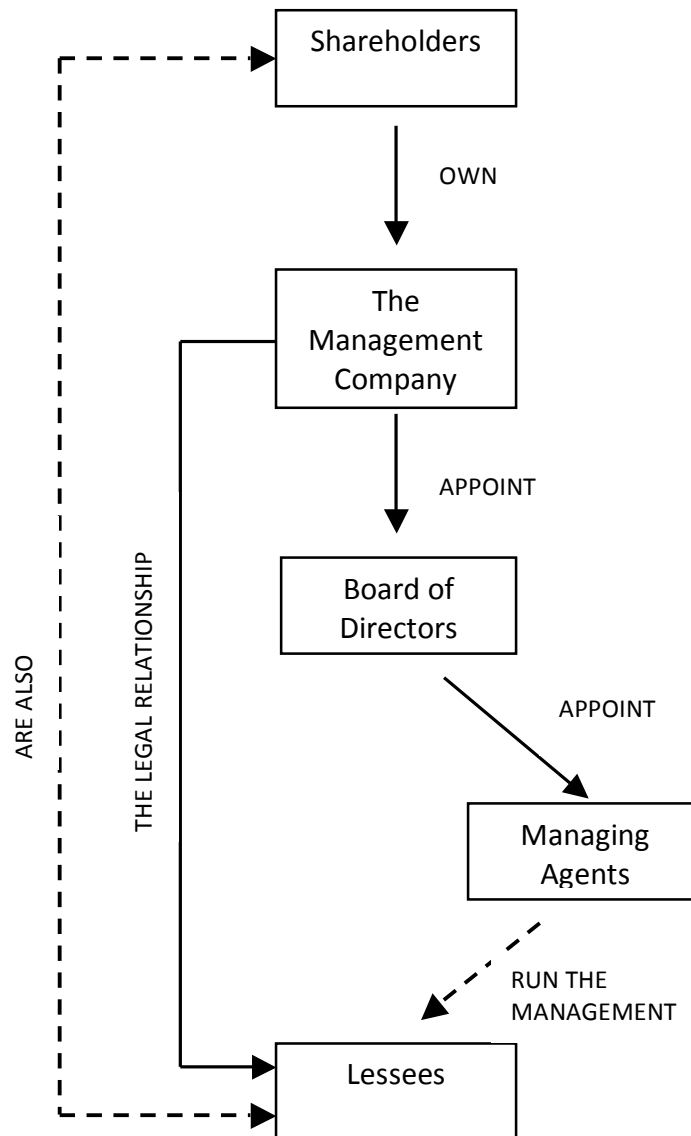 Shareholders
OWN
The
Management
Company
APPOINT
THE LEGAL RELATIONSHIP
ARE ALSO
Board of
Directors
APPOINT
Managing
Agents
RUN THE
MANAGEMENT
Lessees